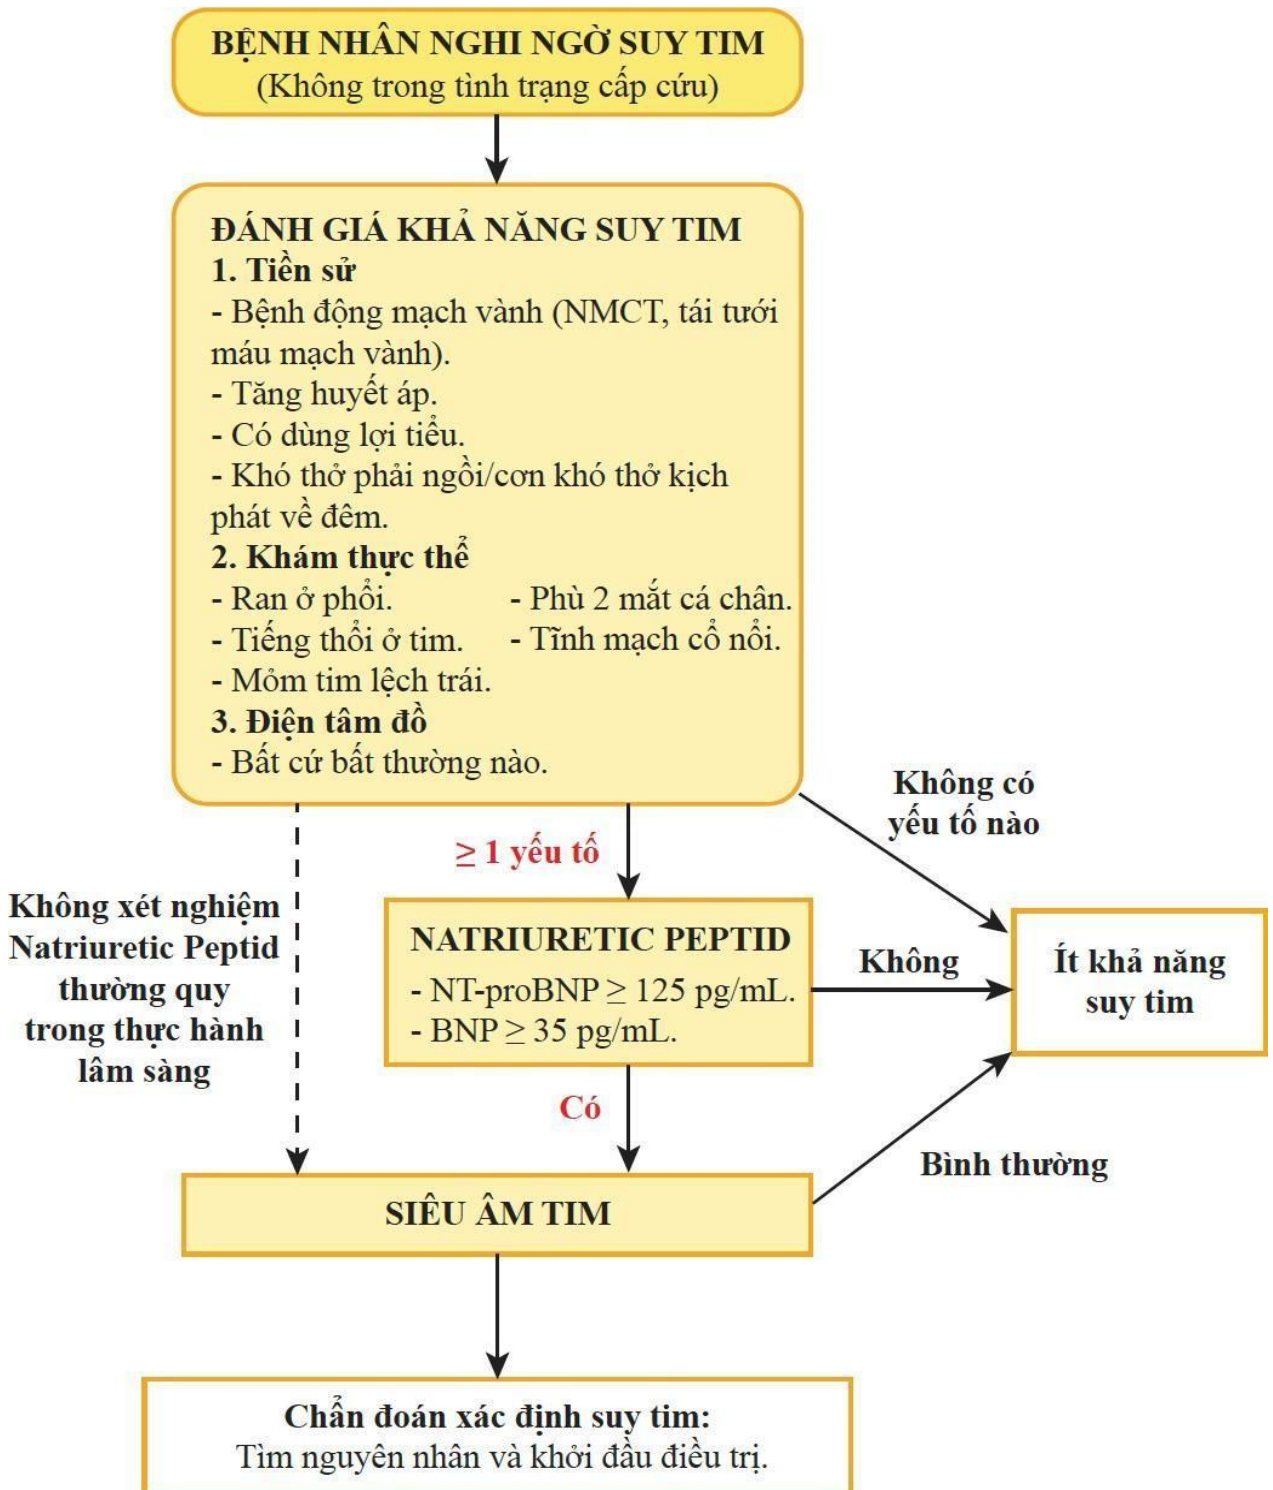 BỆNH NHÂN NGHI NGỜ SUY TIM
(Không trong tình trạng cấp cứu)
ĐÁNH GIÁ KHẢ NĂNG SUY TIM
1. Tiền sử
- Bệnh động mạch vành (NMCT, tái tưới
máu mạch vành).
- Tăng huyết áp.
- Có dùng lợi tiểu.
- Khó thở phải ngồi/cơn khó thở kịch
phát về đêm.
2. Khám thực thể
- Ran ở phổi.
- Phù 2 mắt cá chân.
- Tiếng thổi ở tim.
- Tĩnh mạch cổ nổi.
- Mỏm tim lệch trái.
3. Điện tâm đồ
- Bất cứ bất thường nào.
Không có
yếu tố nào
≥ 1 yếu tố
Không xét nghiệm
Natriuretic Peptid
thường quy
trong thực hành
lâm sàng
NATRIURETIC PEPTID
- NT-proBNP ≥ 125 pg/mL.
- BNP ≥ 35 pg/mL.
Không
Ít khả năng
suy tim
Có
Bình thường
SIÊU ÂM TIM
Chẩn đoán xác định suy tim:
Tìm nguyên nhân và khởi đầu điều trị.